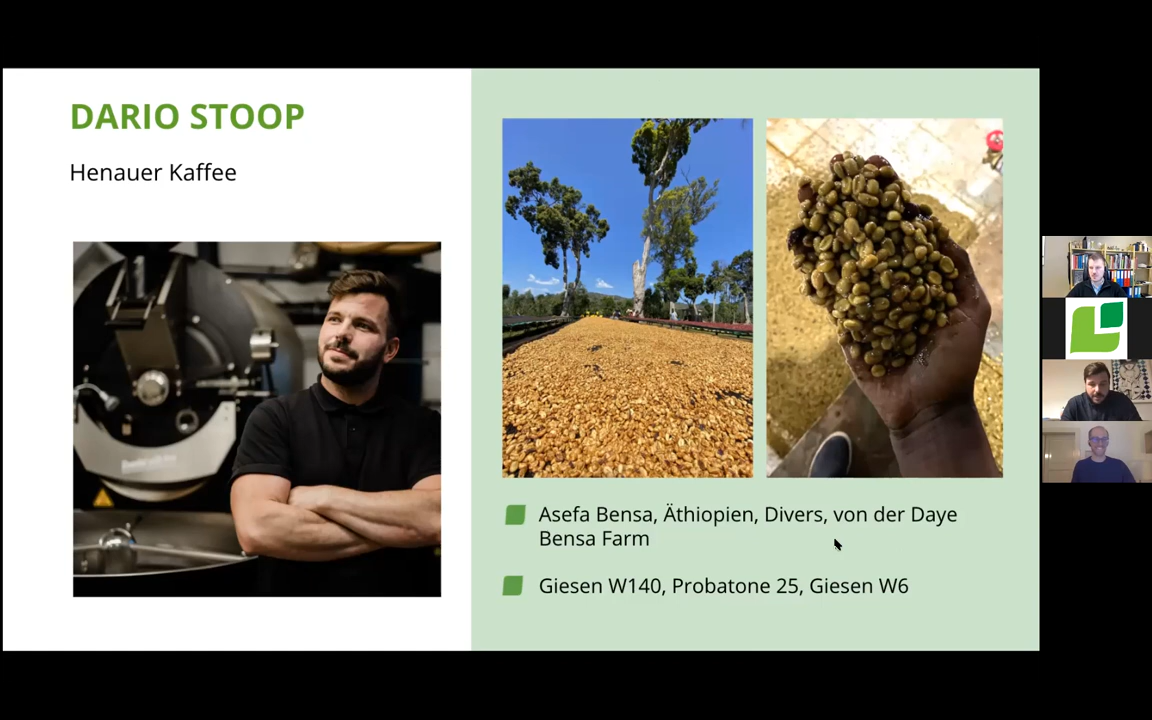 DARIO STOOP
Henauer Kaffee
Asefa Bensa, Äthiopien, Divers, von der Daye
Bensa Farm
Giesen W140, Probatone 25, Giesen W6